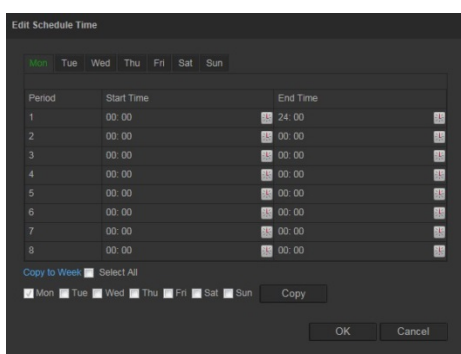 Edit Schedule Time
Mon Tue Wed Thu Fri Sat Sun
Period Start Time End Time
1 00: 00 24: 00
2 00: 00 00: 00
3 00: 00 00: 00
4 00: 00 00: 00
5 00: 00 00: 00
6 00: 00 00: 00
7 00: 00 00: 00
8 00: 00 00: 00
Copy to Week Select All
Mon Tue Wed Thu Fri Sat Sun Copy
OK Cancel